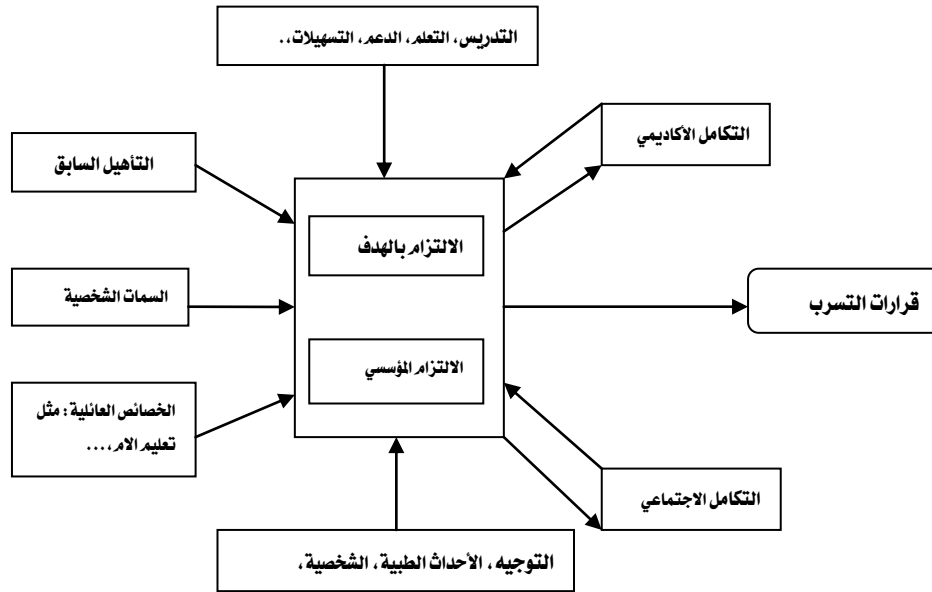 التدريس، التعلم، الدعم، التسهيلات،.
التكامل الأكاديمي
التأهيل السابق
الالتزام بالهدف
السمات الشخصية
قرارات التسرب
الالتزام المؤسسي
الخصائص العائلية : مثل
تعليم الام،...
التكامل الاجتماعي
التوجيه ، الأحداث الطبية ، الشخصية ،